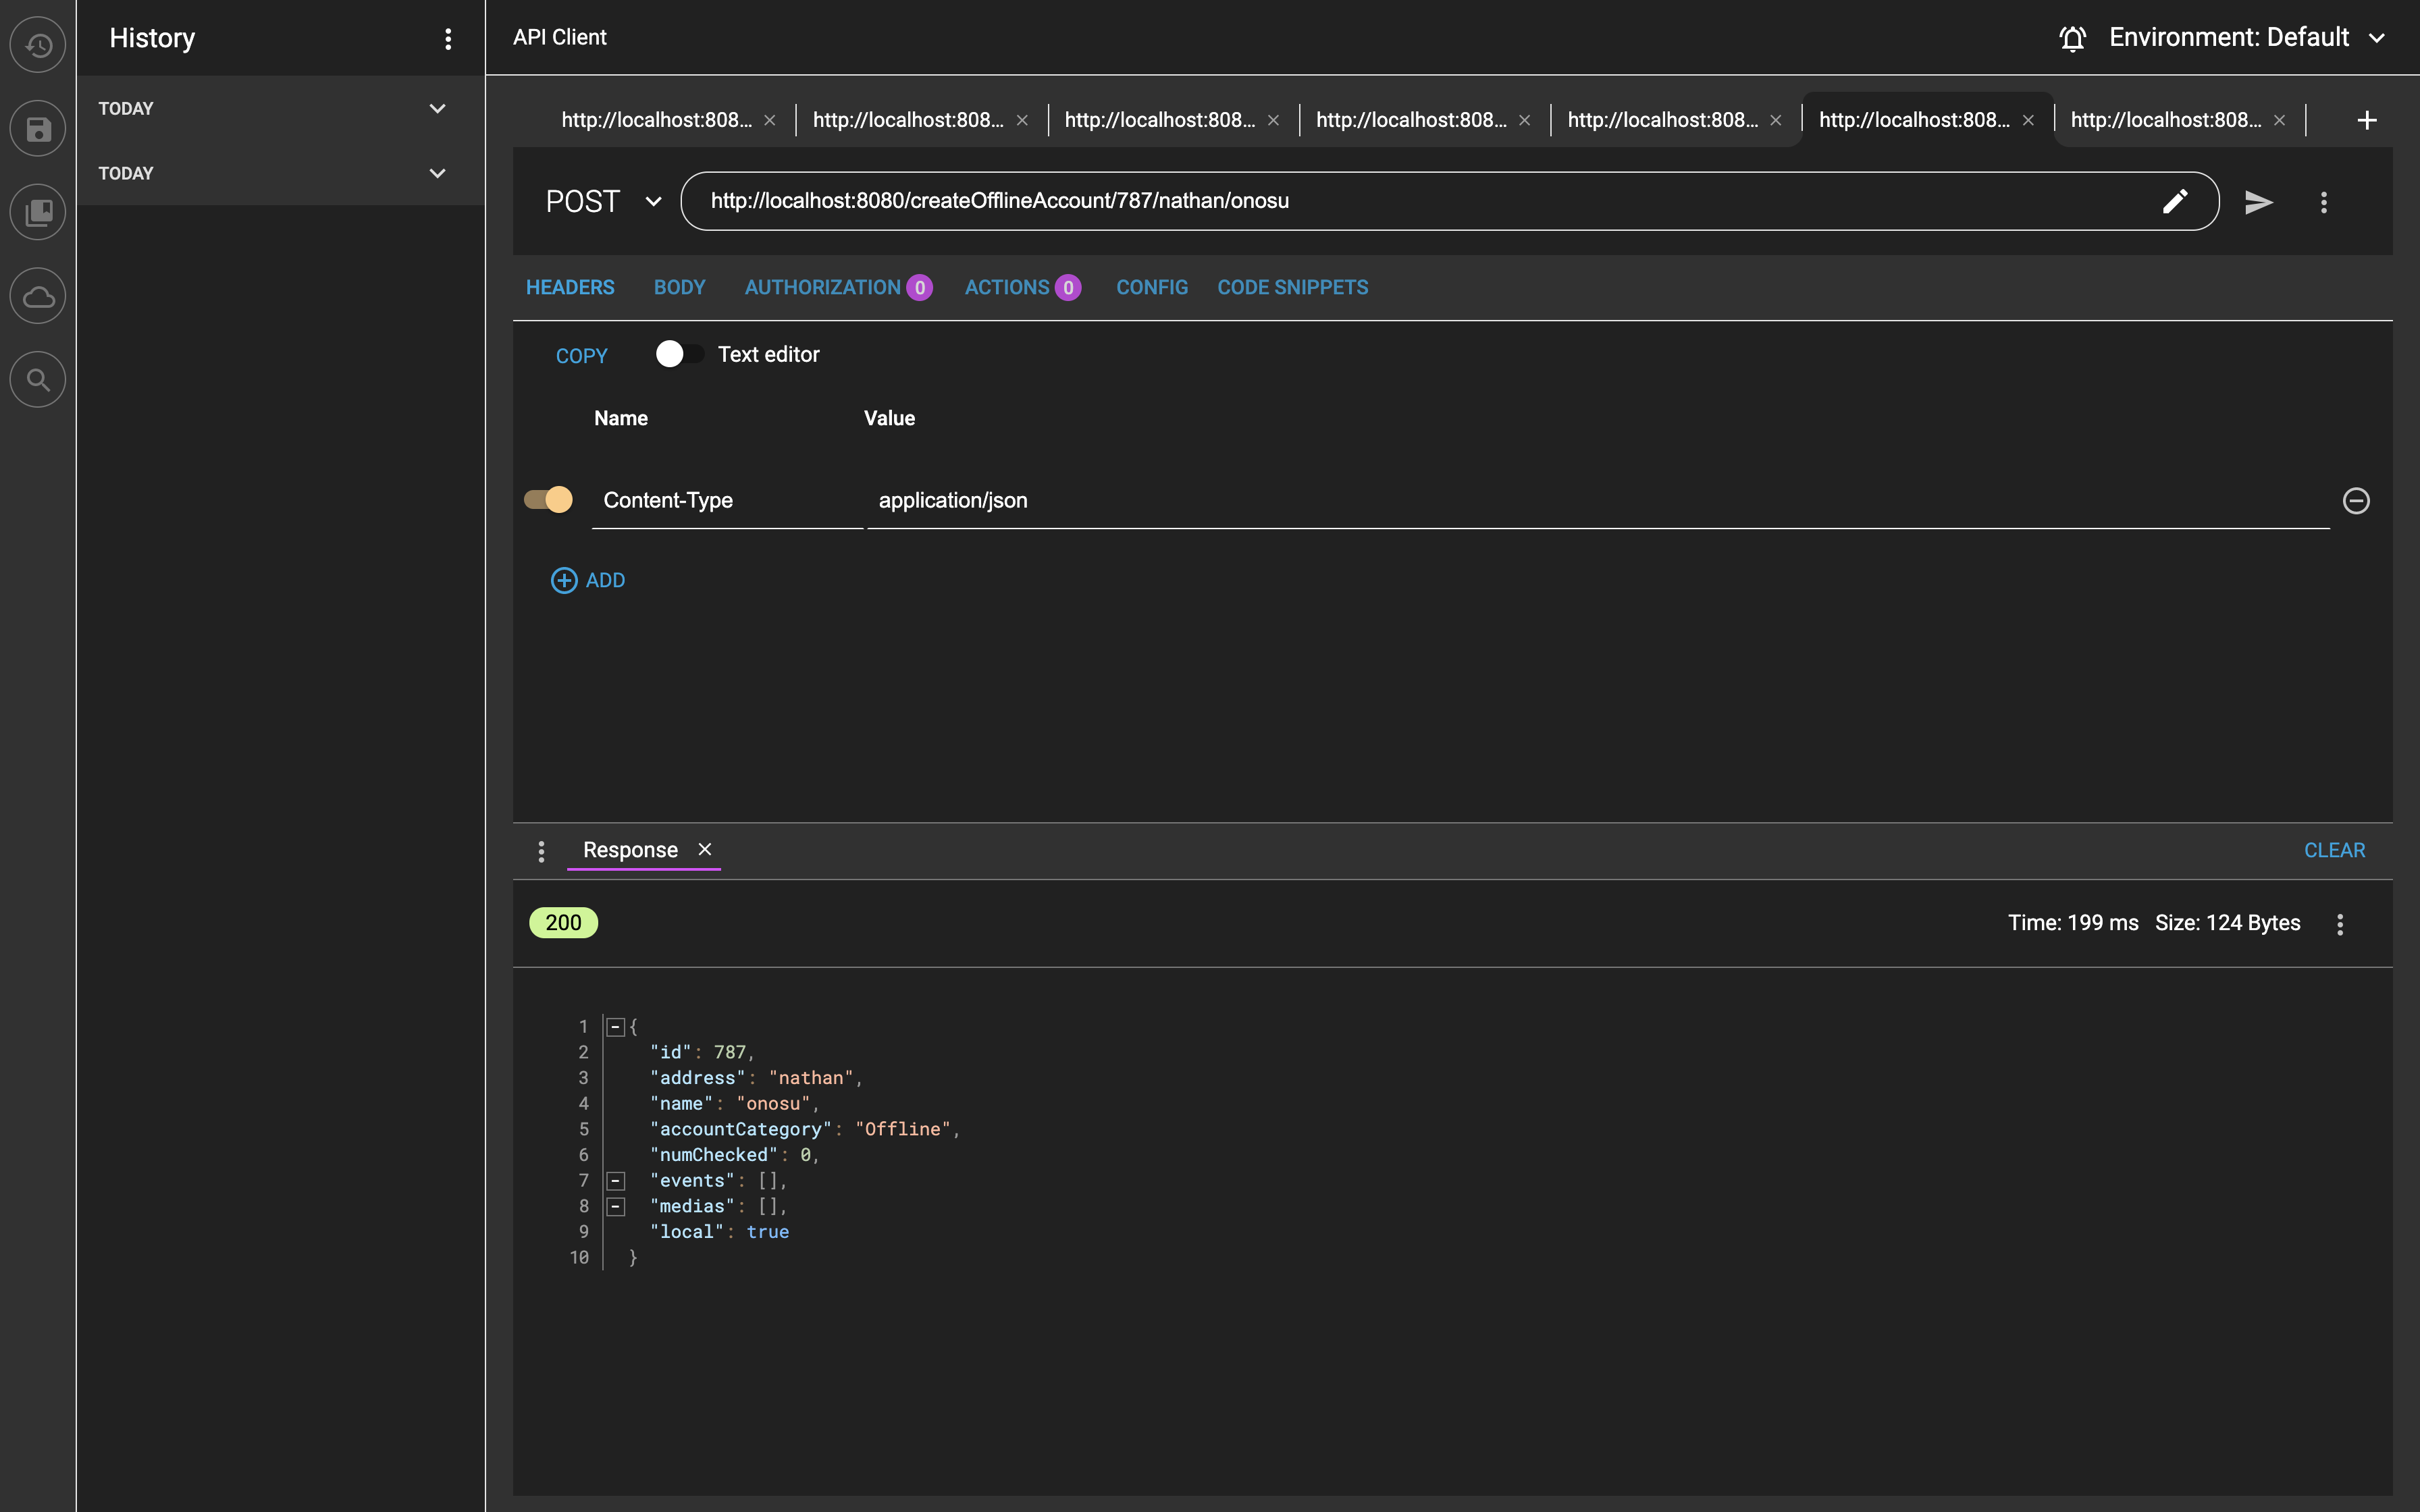 History
TODAY
TODAY
API Client
Environment: Default
http://localhost:808...
http://localhost:808...
http://localhost:808...
http://localhost:808...
http://localhost:808...
http://localhost:808...
http://localhost:808...
POST
http://localhost:8080/createOfflineAccount/787/nathan/onosu
HEADERS BODY AUTHORIZATION 0 ACTIONS 0 CONFIG CODE SNIPPETS
COPY Text editor
Name Value
Content-Type application/json
ADD
Response CLEAR
200 Time: 199 ms Size: 124 Bytes
1 {
2 "id": 787,
3 "address": "nathan",
4 "name": "onosu",
5 "accountCategory": "Offline",
6 "numChecked": 0,
7 "events": [],
8 "medias": [],
9 "local": true
10 }